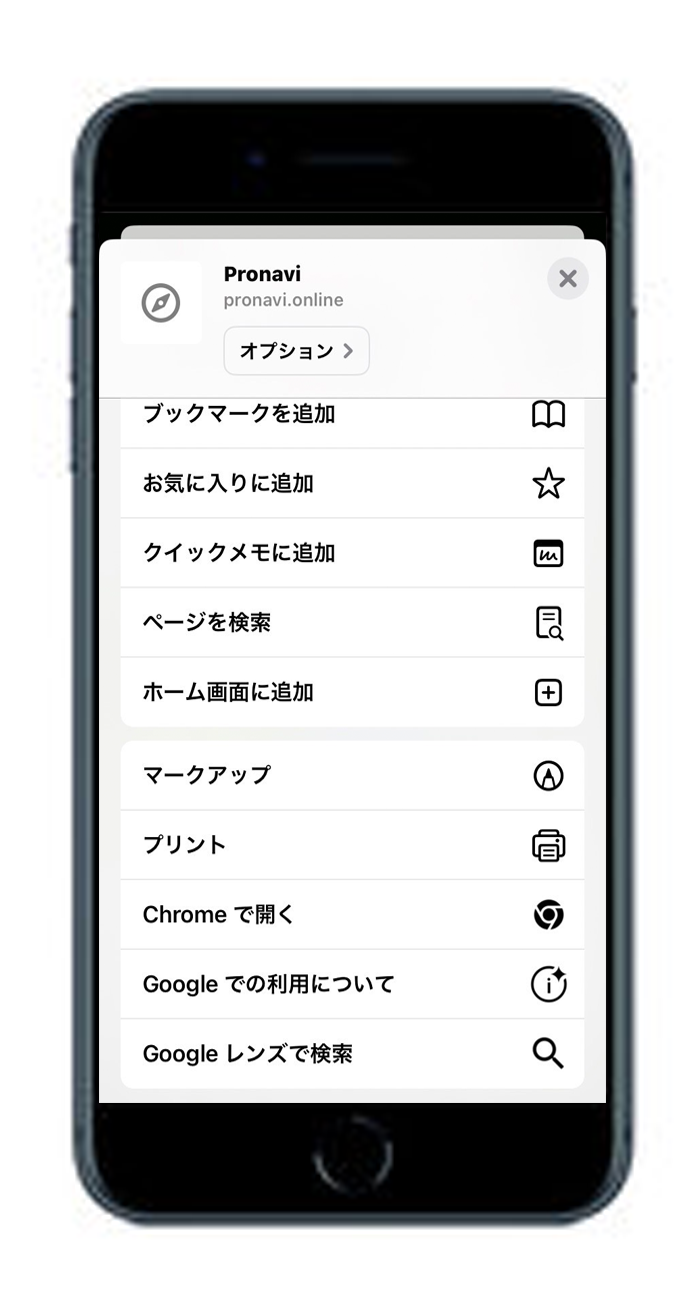 Pronavi
pronavi.online
オプション
ブックマークを追加
お気に入りに追加
クイックメモに追加
ページを検索
ホーム画面に追加
マークアップ
プリント
Chrome で開く
Google での利用について
Google レンズで検索